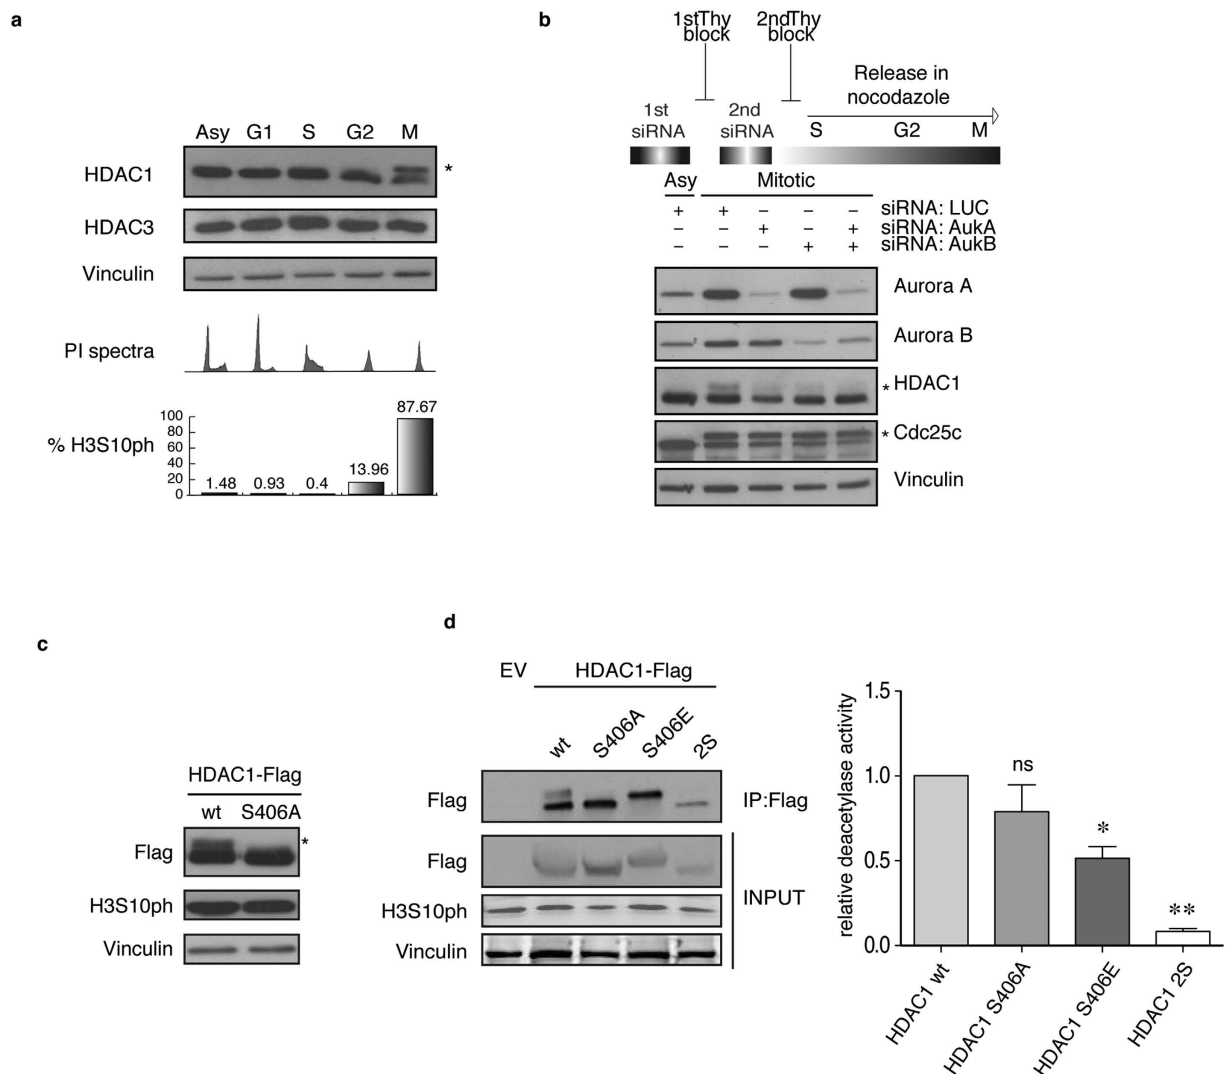 a
Asy G1 S G2 M
HDAC1 *
HDAC3
Vinculin
PI spectra
% H3S10ph
100
80
60
40
20
0
1.48 0.93 0.4 13.96 87.67
b
1stThy block
2ndThy block
Release in nocodazole
1st siRNA
2nd siRNA
S G2 M
Asy Mitotic
+ + – – – siRNA: LUC
– – + – + siRNA: AukA
– – – + + siRNA: AukB
Aurora A
Aurora B
* HDAC1
* Cdc25c
Vinculin
c
HDAC1-Flag
wt S406A
Flag *
H3S10ph
Vinculin
d
EV HDAC1-Flag
wt S406A S406E 2S
Flag IP:Flag
Flag
INPUT
H3S10ph
Vinculin
relative deacetylase activity
1.5
1.0
0.5
0.0
ns
*
**
HDAC1 wt
HDAC1 S406A
HDAC1 S406E
HDAC1 2S